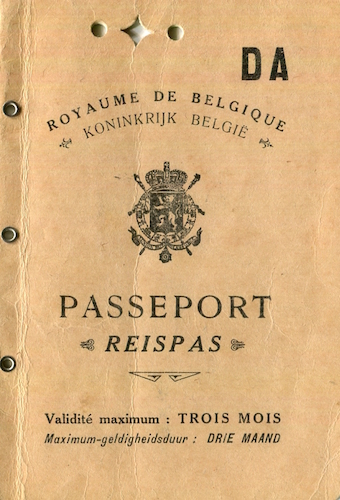 DA
ROYAUME DE BELGIQUE
KONINKRIJK BELGIË
PASSEPORT
REISPAS
Validité maximum : TROIS MOIS
Maximum-geldigheidsduur : DRIE MAAND